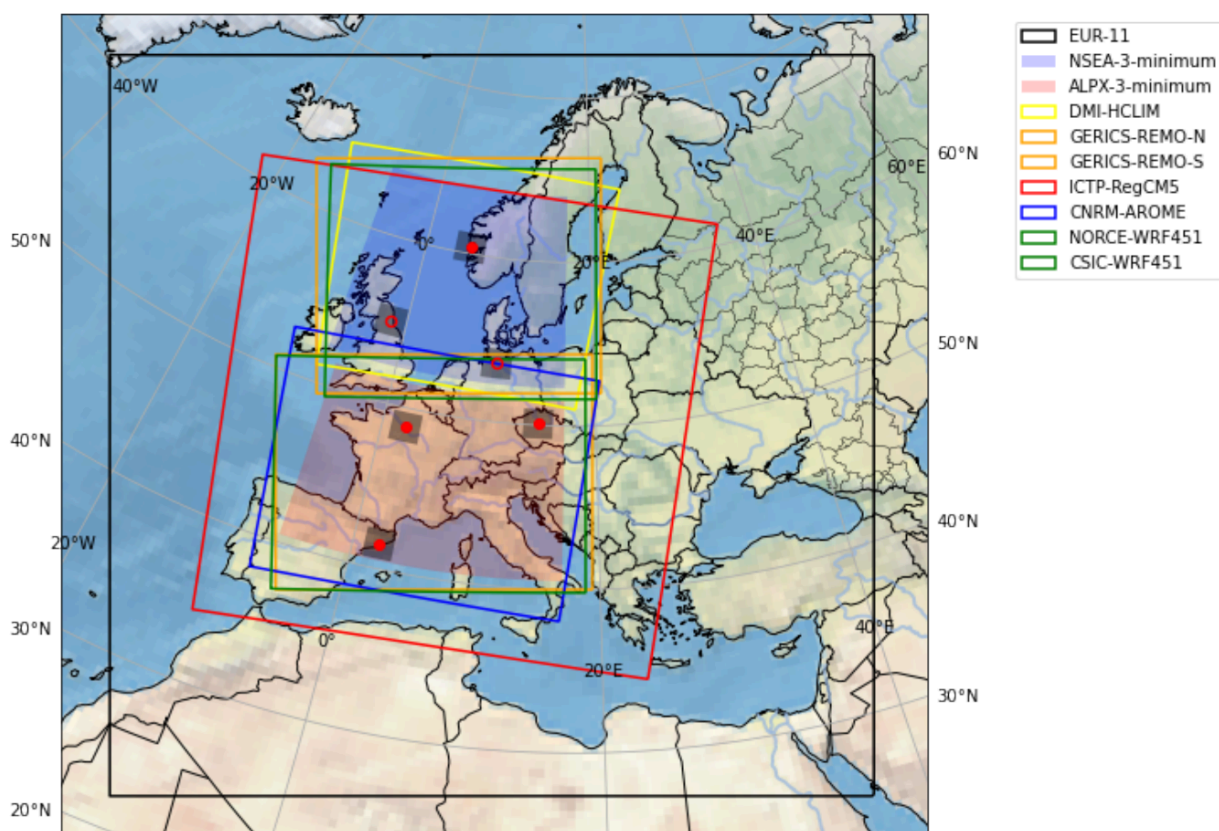 EUR-11
NSEA-3-minimum
ALPX-3-minimum
DMI-HCLIM
GERICS-REMO-N
GERICS-REMO-S
ICTP-RegCM5
CNRM-AROME
NORCE-WRF451
CSIC-WRF451
40°W
60°N
60°E
20°W
50°N
0°
40°E
20°E
50°N
40°N
40°N
20°W
30°N
40°E
0°
20°E
30°N
20°N